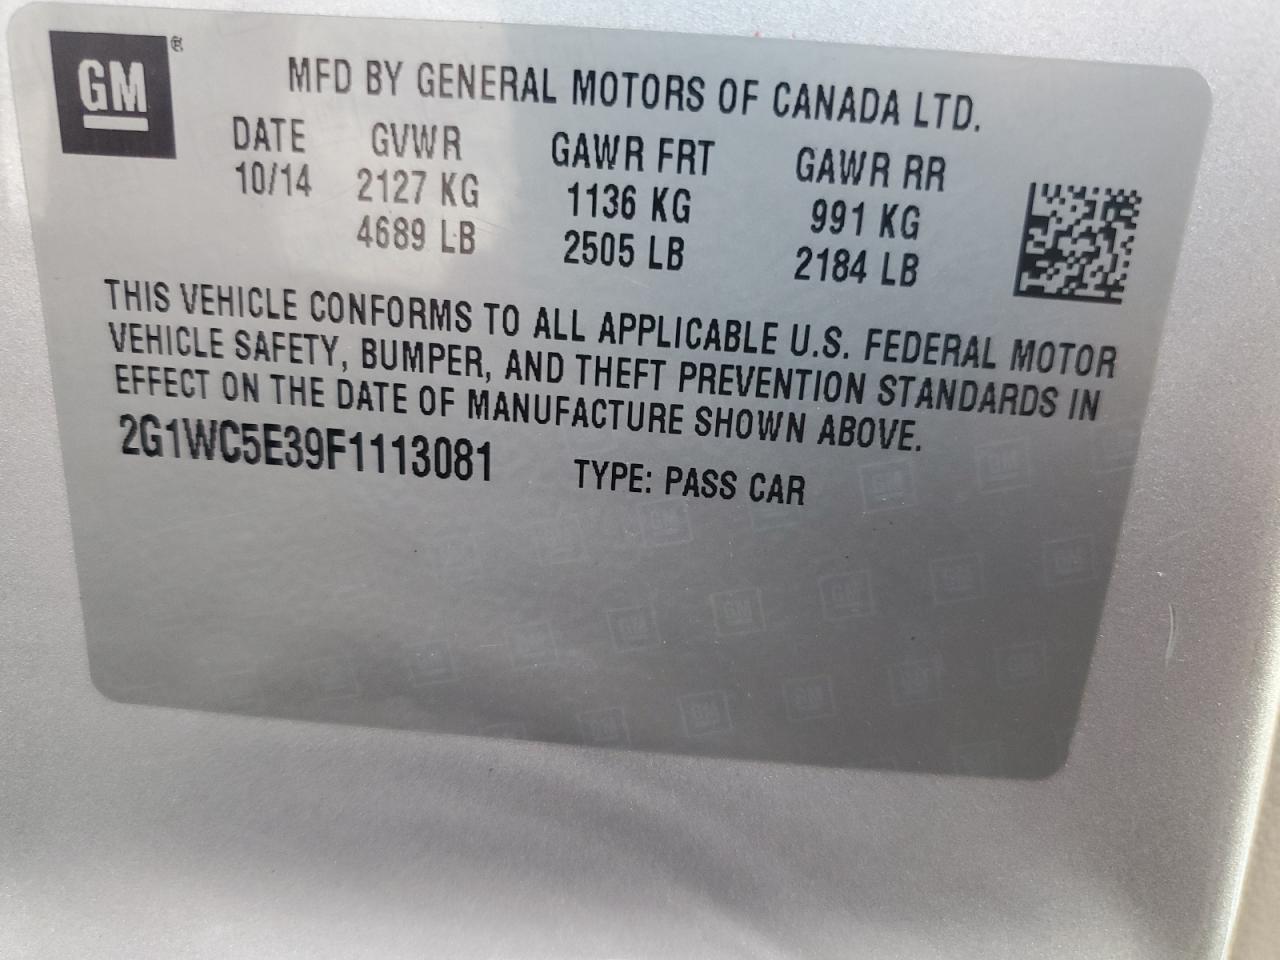 GM ®
MFD BY GENERAL MOTORS OF CANADA LTD.
DATE GVWR GAWR FRT GAWR RR
10/14 2127 KG 1136 KG 991 KG
4689 LB 2505 LB 2184 LB
THIS VEHICLE CONFORMS TO ALL APPLICABLE U.S. FEDERAL MOTOR
VEHICLE SAFETY, BUMPER, AND THEFT PREVENTION STANDARDS IN
EFFECT ON THE DATE OF MANUFACTURE SHOWN ABOVE.
2G1WC5E39F1113081 TYPE: PASS CAR